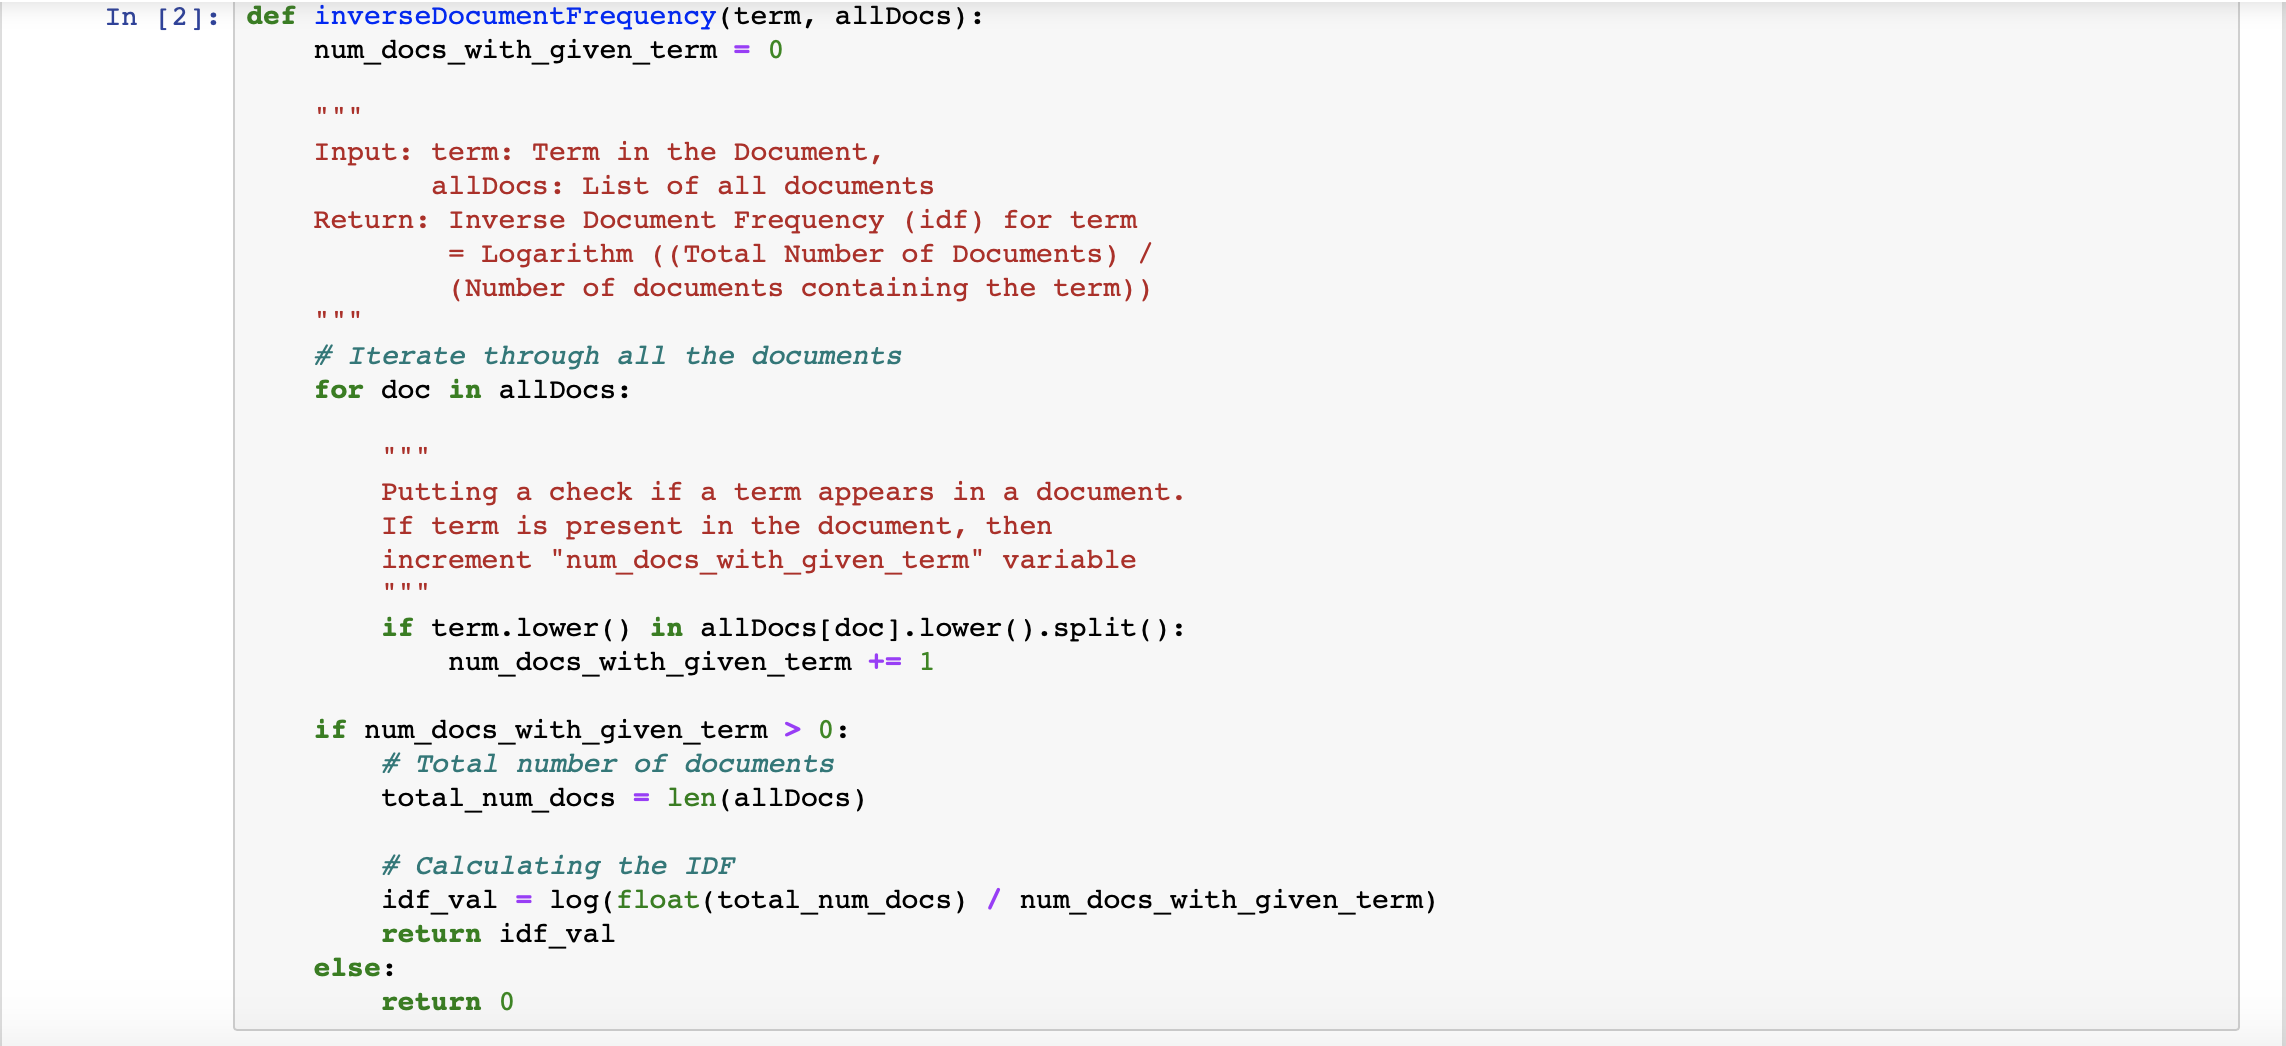 In [2]: def inverseDocumentFrequency(term, allDocs):
    num_docs_with_given_term = 0

    """
    Input: term: Term in the Document,
           allDocs: List of all documents
    Return: Inverse Document Frequency (idf) for term
            = Logarithm ((Total Number of Documents) /
            (Number of documents containing the term))
    """
    # Iterate through all the documents
    for doc in allDocs:

        """
        Putting a check if a term appears in a document.
        If term is present in the document, then
        increment "num_docs_with_given_term" variable
        """
        if term.lower() in allDocs[doc].lower().split():
            num_docs_with_given_term += 1

    if num_docs_with_given_term > 0:
        # Total number of documents
        total_num_docs = len(allDocs)

        # Calculating the IDF
        idf_val = log(float(total_num_docs) / num_docs_with_given_term)
        return idf_val
    else:
        return 0